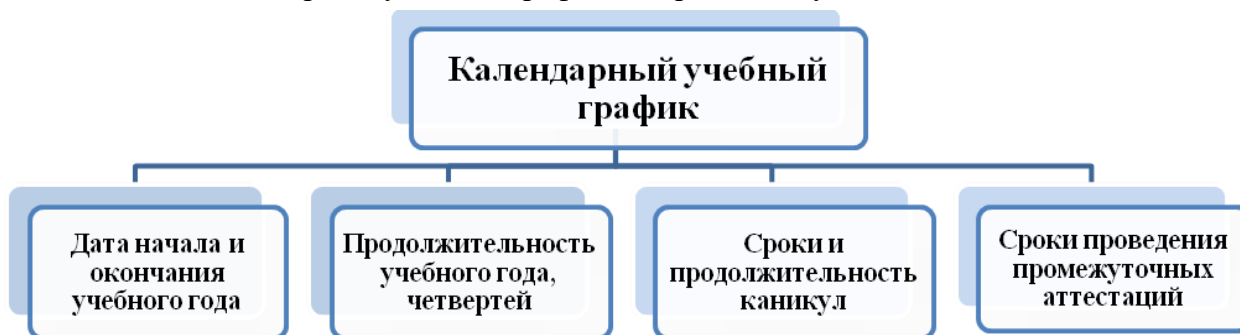 Календарный учебный
график
Дата начала и
окончания
учебного года
Продолжительность
учебного года,
четвертей
Сроки и
продолжительность
каникул
Сроки проведения
промежуточных
аттестаций